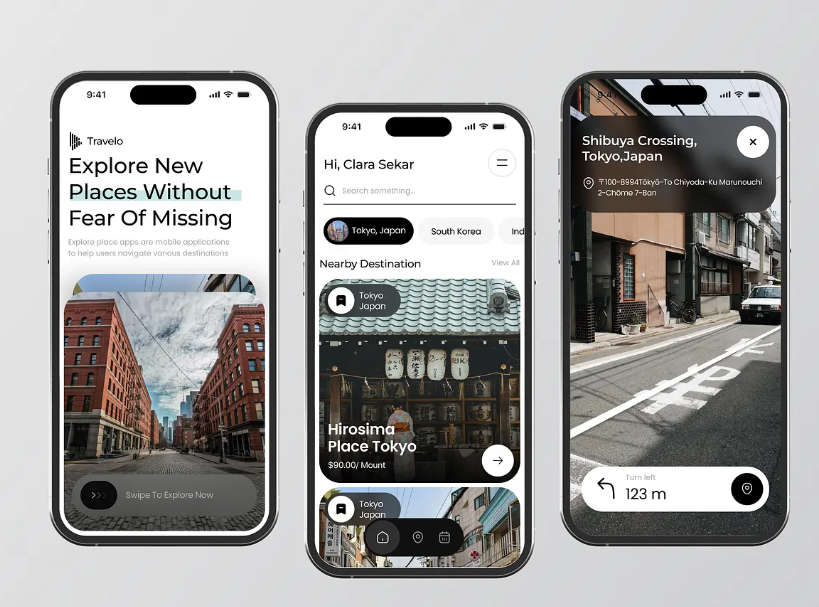 9:41
Travelo
Explore New
Places Without
Fear Of Missing
Explore place apps are mobile applications
to help users navigate various destinations
Swipe To Explore Now
9:41
Hi, Clara Sekar
Search something..
Tokyo, Japan
South Korea
Ind
Nearby Destination
View All
Tokyo
Japan
Hirosima
Place Tokyo
$90.00/ Mount
Tokyo
Japan
9:41
Shibuya Crossing,
Tokyo,Japan
〒100-8994Tōkyō-To Chiyoda-Ku Marunouchi
2-Chōme 7-Ban
Turn left
123 m